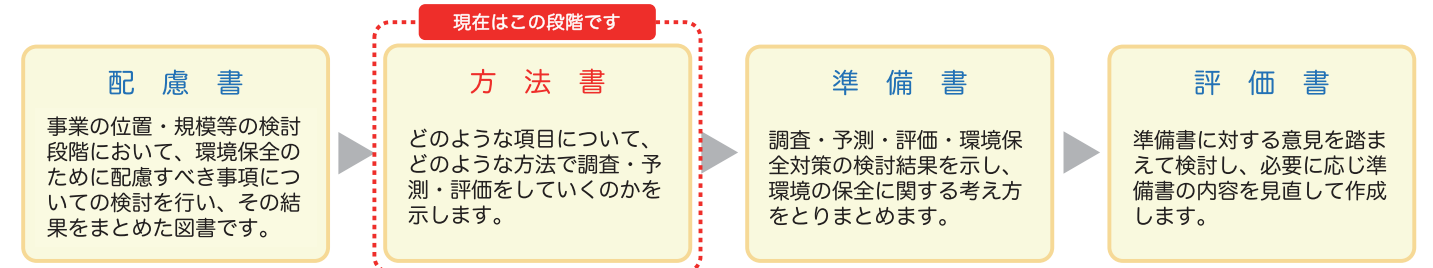 現在はこの段階です
配慮書
事業の位置・規模等の検討
段階において、環境保全の
ために配慮すべき事項につ
いての検討を行い、その結
果をまとめた図書です。
方法書
どのような項目について、
どのような方法で調査・予
測・評価をしていくのかを
示します。
準備書
調査・予測・評価・環境保
全対策の検討結果を示し、
環境の保全に関する考え方
をとりまとめます。
評価書
準備書に対する意見を踏ま
えて検討し、必要に応じ準
備書の内容を見直して作成
します。